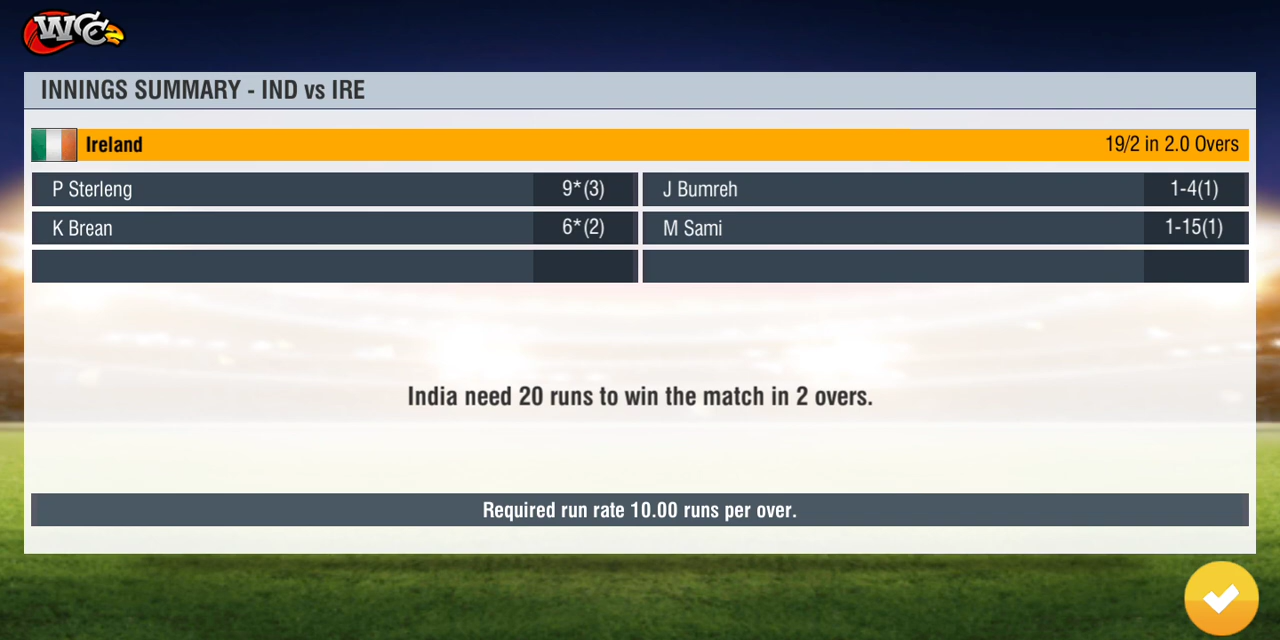 WCC
INNINGS SUMMARY - IND vs IRE
Ireland 19/2 in 2.0 Overs
P Sterleng 9*(3) J Bumreh 1-4(1)
K Brean 6*(2) M Sami 1-15(1)
India need 20 runs to win the match in 2 overs.
Required run rate 10.00 runs per over.